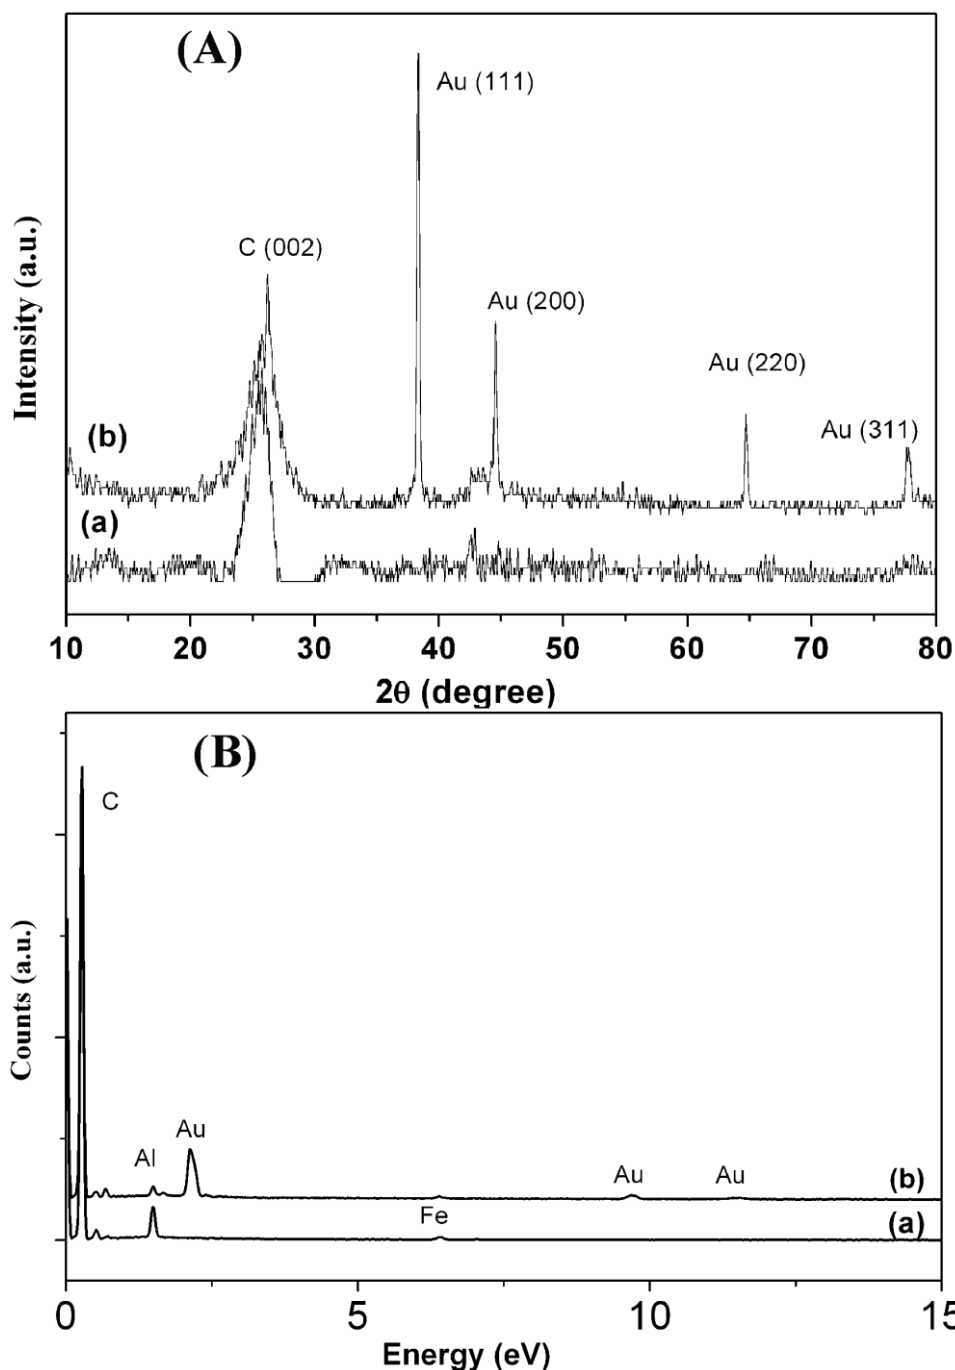 (A)
Au (111)
C (002)
Au (200)
Au (220)
Au (311)
(b)
(a)
Intensity (a.u.)
10 20 30 40 50 60 70 80
2θ (degree)
(B)
C
Al
Au
Au
Au
(b)
Fe
(a)
Counts (a.u.)
0 5 10 15
Energy (eV)